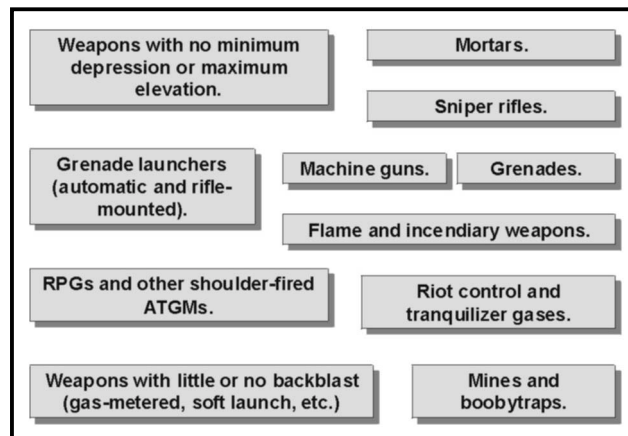 Weapons with no minimum
depression or maximum
elevation.
Mortars.
Sniper rifles.
Grenade launchers
(automatic and rifle-
mounted).
Machine guns.
Grenades.
Flame and incendiary weapons.
RPGs and other shoulder-fired
ATGMs.
Riot control and
tranquilizer gases.
Weapons with little or no backblast
(gas-metered, soft launch, etc.)
Mines and
boobytraps.